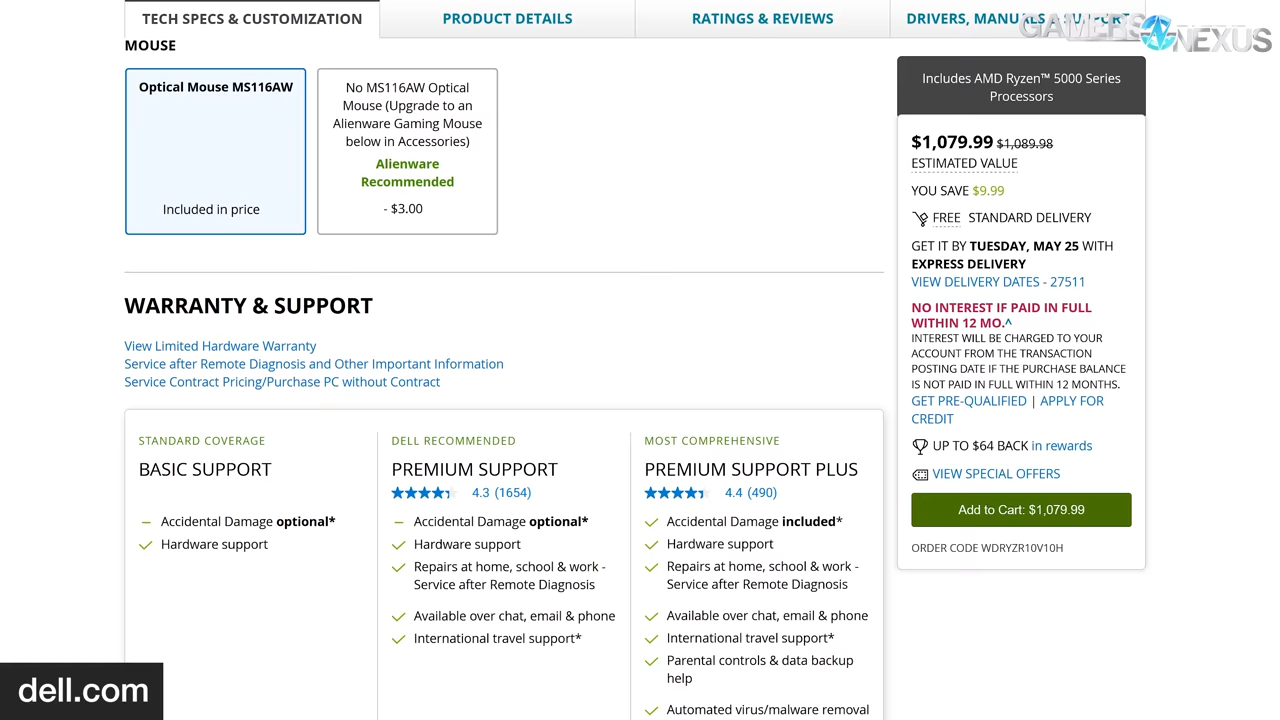 TECH SPECS & CUSTOMIZATION
PRODUCT DETAILS
RATINGS & REVIEWS
DRIVERS, MANUALS & SUPPORT
GAMERS NEXUS
MOUSE
Optical Mouse MS116AW
Included in price
No MS116AW Optical
Mouse (Upgrade to an
Alienware Gaming Mouse
below in Accessories)
Alienware
Recommended
- $3.00
Includes AMD Ryzen™ 5000 Series
Processors
$1,079.99 $1,089.98
ESTIMATED VALUE
YOU SAVE $9.99
FREE STANDARD DELIVERY
GET IT BY TUESDAY, MAY 25 WITH
EXPRESS DELIVERY
VIEW DELIVERY DATES - 27511
NO INTEREST IF PAID IN FULL
WITHIN 12 MO.^
INTEREST WILL BE CHARGED TO YOUR
ACCOUNT FROM THE TRANSACTION
POSTING DATE IF THE PURCHASE BALANCE
IS NOT PAID IN FULL WITHIN 12 MONTHS.
GET PRE-QUALIFIED | APPLY FOR
CREDIT
UP TO $64 BACK in rewards
VIEW SPECIAL OFFERS
Add to Cart: $1,079.99
ORDER CODE WDRYZR10V10H
WARRANTY & SUPPORT
View Limited Hardware Warranty
Service after Remote Diagnosis and Other Important Information
Service Contract Pricing/Purchase PC without Contract
STANDARD COVERAGE
BASIC SUPPORT
Accidental Damage optional*
Hardware support
DELL RECOMMENDED
PREMIUM SUPPORT
4.3 (1654)
Accidental Damage optional*
Hardware support
Repairs at home, school & work -
Service after Remote Diagnosis
Available over chat, email & phone
International travel support*
MOST COMPREHENSIVE
PREMIUM SUPPORT PLUS
4.4 (490)
Accidental Damage included*
Hardware support
Repairs at home, school & work -
Service after Remote Diagnosis
Available over chat, email & phone
International travel support*
Parental controls & data backup
help
Automated virus/malware removal
dell.com